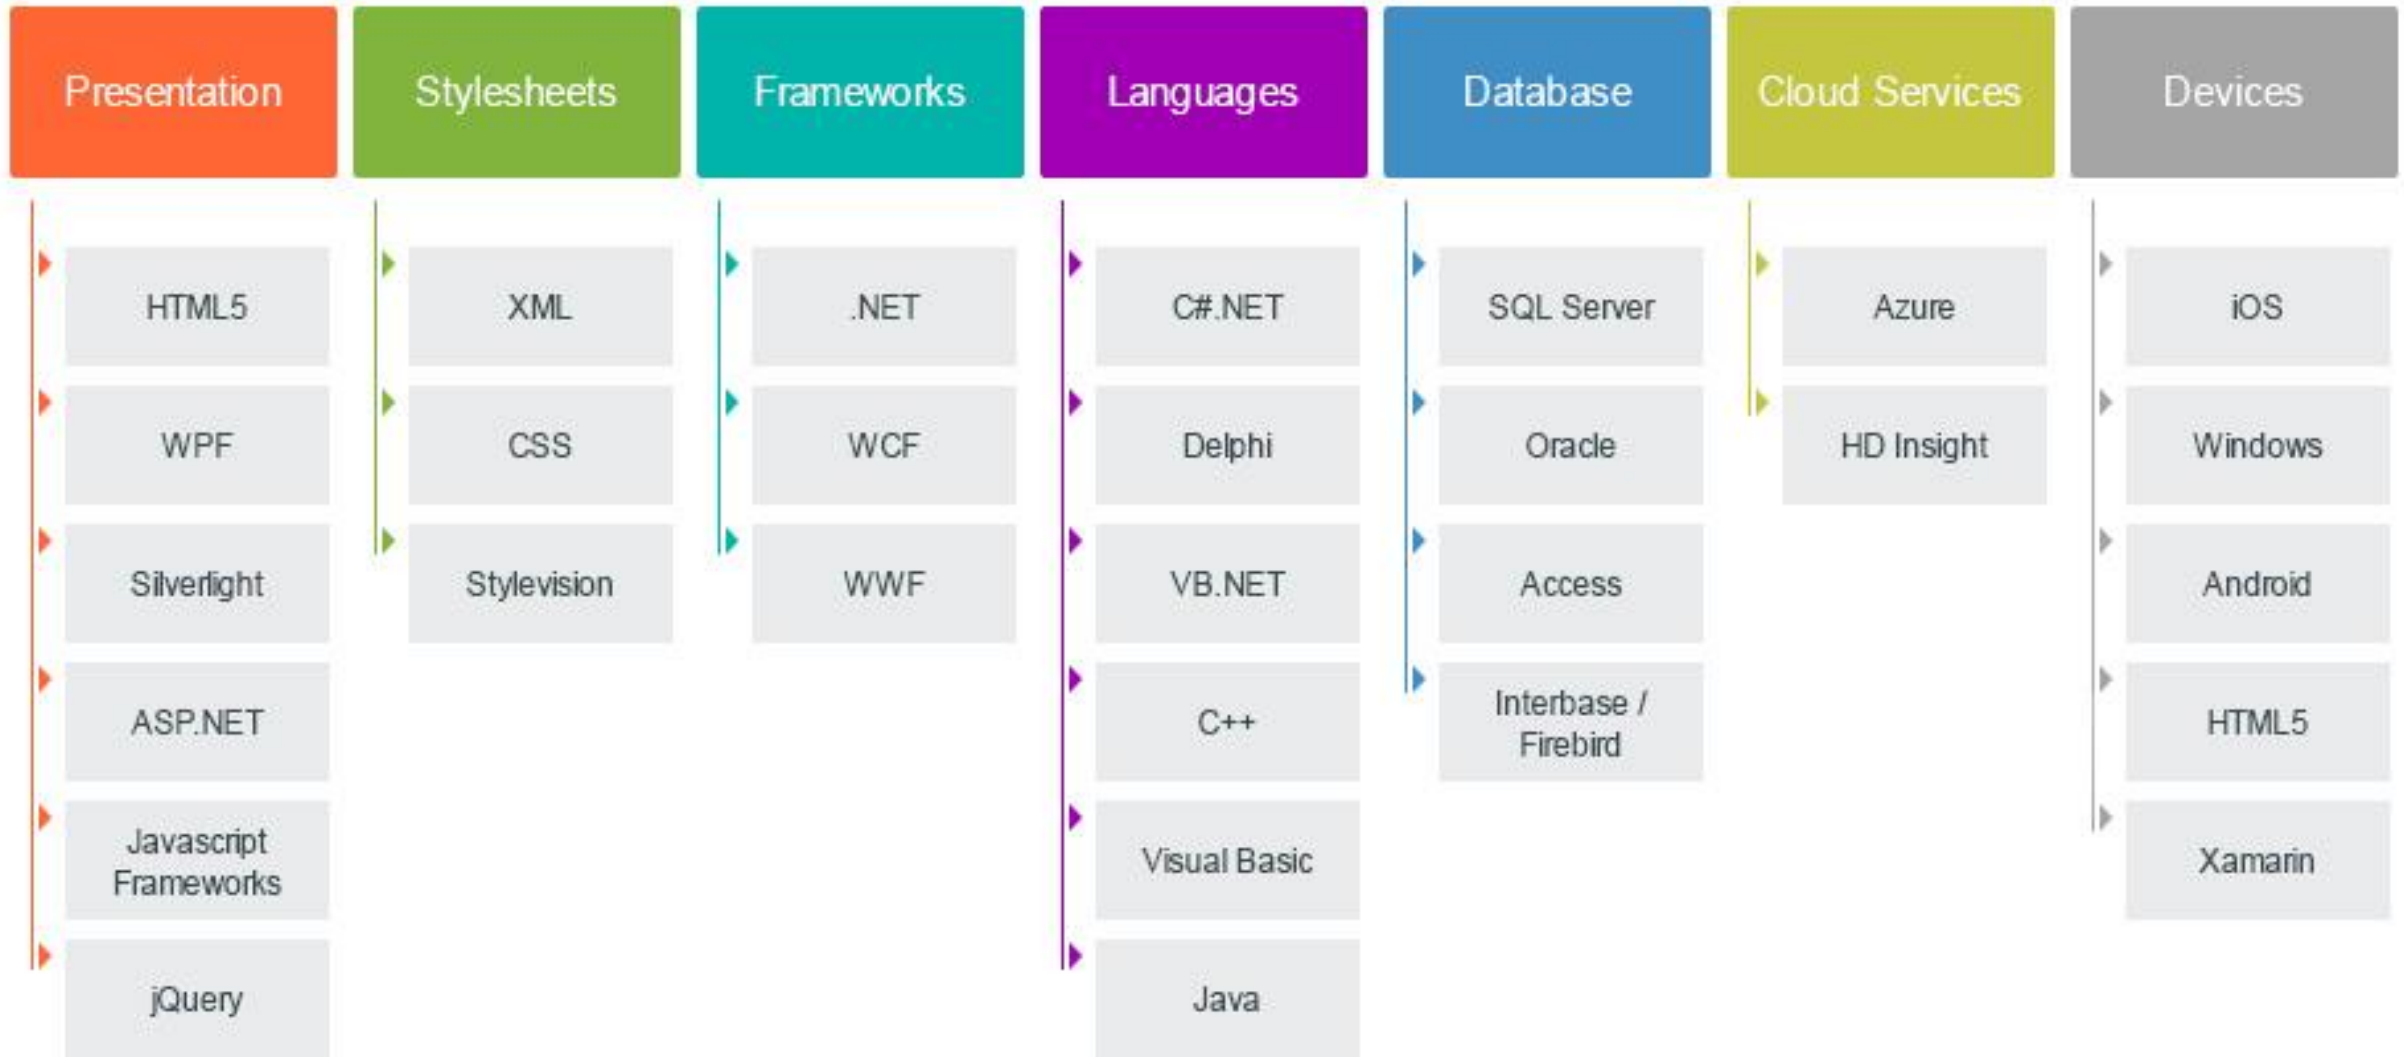 Presentation
Stylesheets
Frameworks
Languages
Database
Cloud Services
Devices
HTML5
WPF
Silverlight
ASP.NET
Javascript
Frameworks
jQuery
XML
CSS
Stylevision
.NET
WCF
WWF
C#.NET
Delphi
VB.NET
C++
Visual Basic
Java
SQL Server
Oracle
Access
Interbase /
Firebird
Azure
HD Insight
iOS
Windows
Android
HTML5
Xamarin